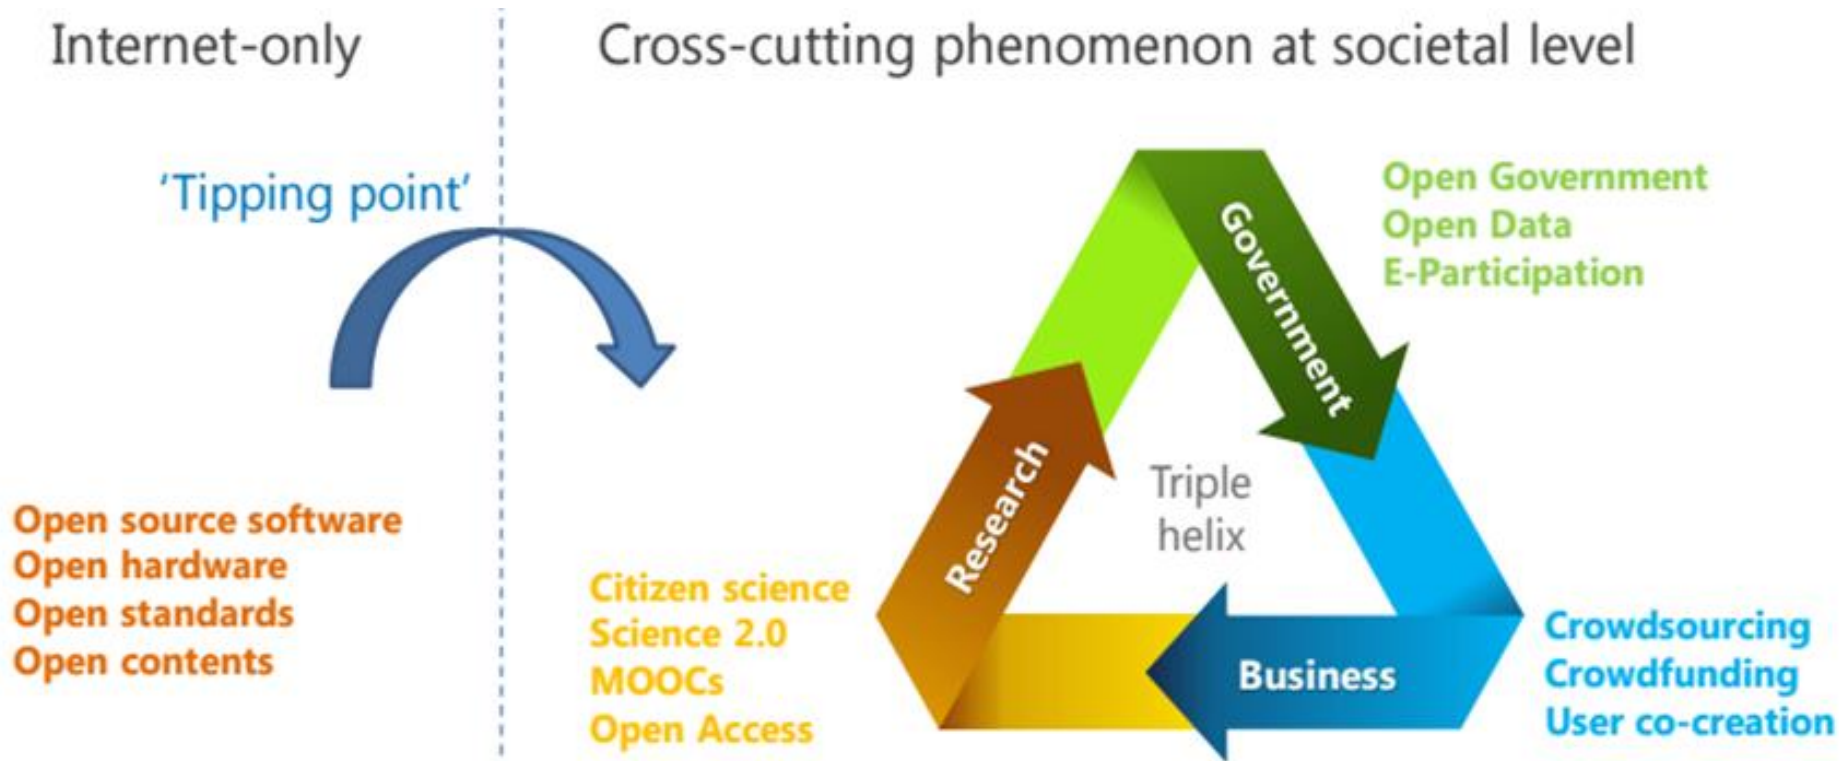 Internet-only
Cross-cutting phenomenon at societal level
‘Tipping point’
Open source software
Open hardware
Open standards
Open contents
Citizen science
Science 2.0
MOOCs
Open Access
Research
Government
Triple
helix
Business
Open Government
Open Data
E-Participation
Crowdsourcing
Crowdfunding
User co-creation